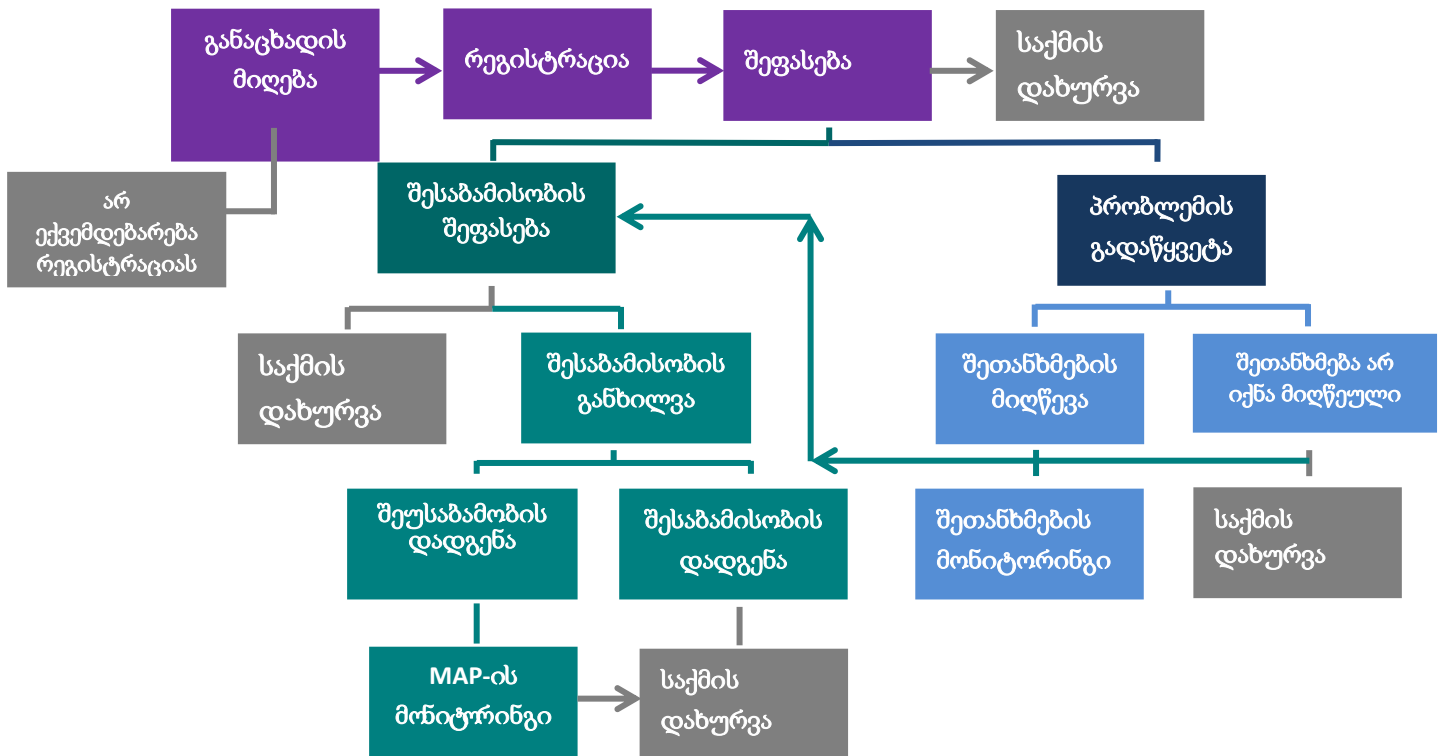 განაცხადის
მიღება
რეგისტრაცია
შეფასება
საქმის
დახურვა
არ
ექვემდებარება
რეგისტრაციას
შესაბამისობის
შეფასება
პრობლემის
გადაწყვეტა
საქმის
დახურვა
შესაბამისობის
განხილვა
შეთანხმების
მიღწევა
შეთანხმება არ
იქნა მიღწეული
შეუსაბამობის
დადგენა
შესაბამისობის
დადგენა
შეთანხმების
მონიტორინგი
საქმის
დახურვა
MAP-ის
მონიტორინგი
საქმის
დახურვა